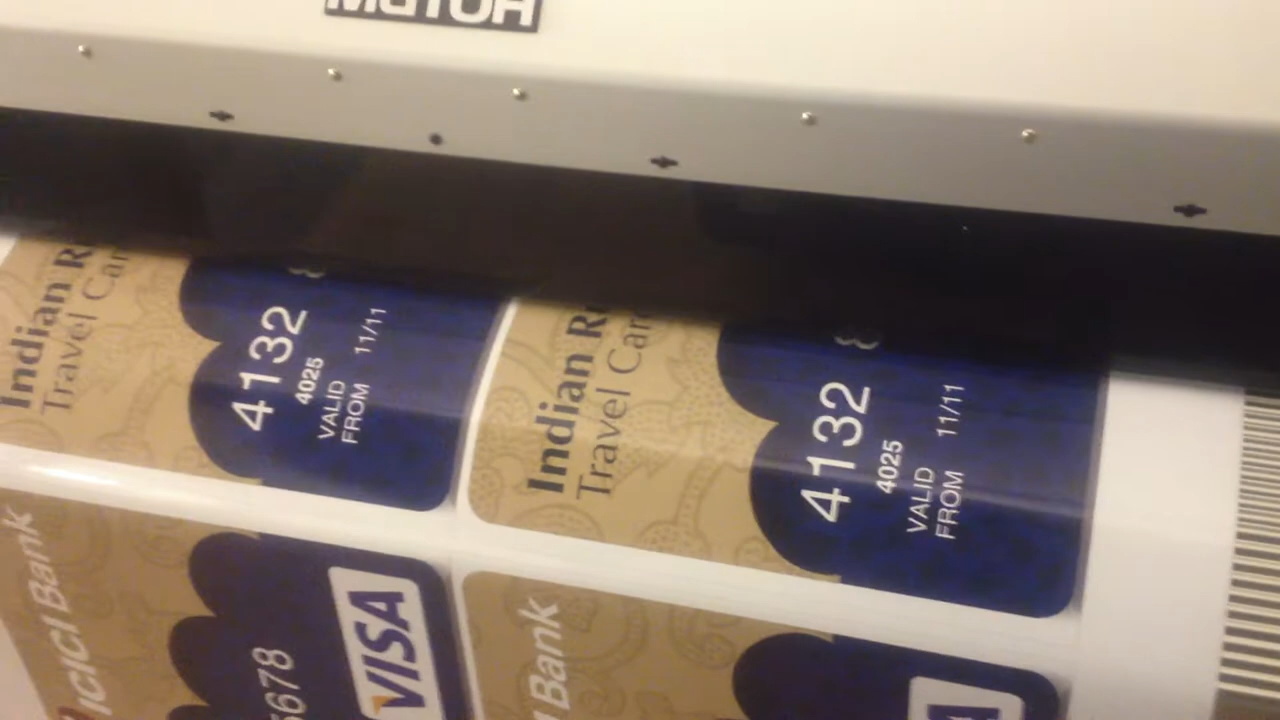 MUTOH
Indian
Travel Car
4132
4025
VALID
FROM 11/11
Indian
Travel Car
4132
4025
VALID
FROM 11/11
ICICI Bank
5678
VISA
Bank